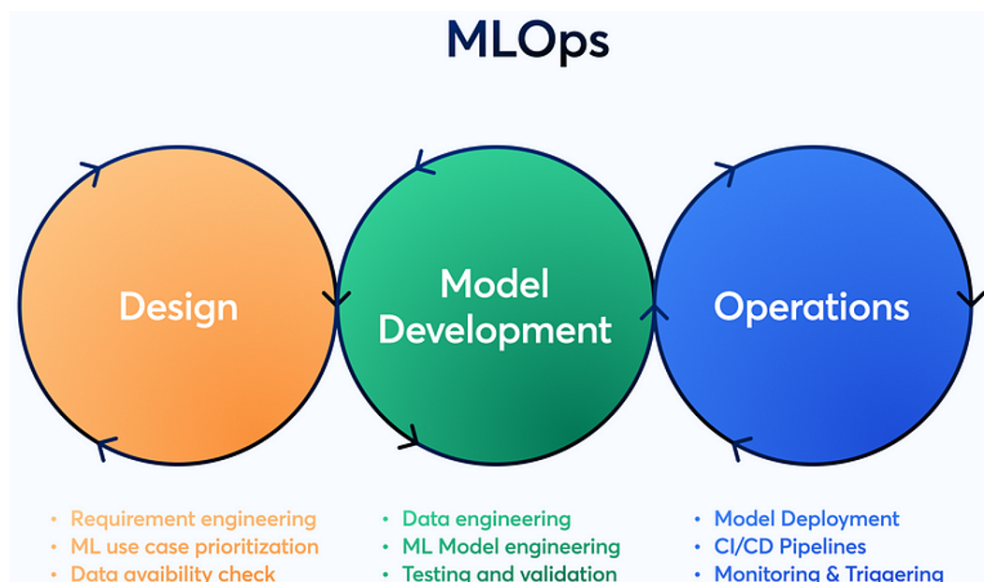 MLOps
Design
Model
Development
Operations
• Requirement engineering
• ML use case prioritization
• Data avaibility check
• Data engineering
• ML Model engineering
• Testing and validation
• Model Deployment
• CI/CD Pipelines
• Monitoring & Triggering